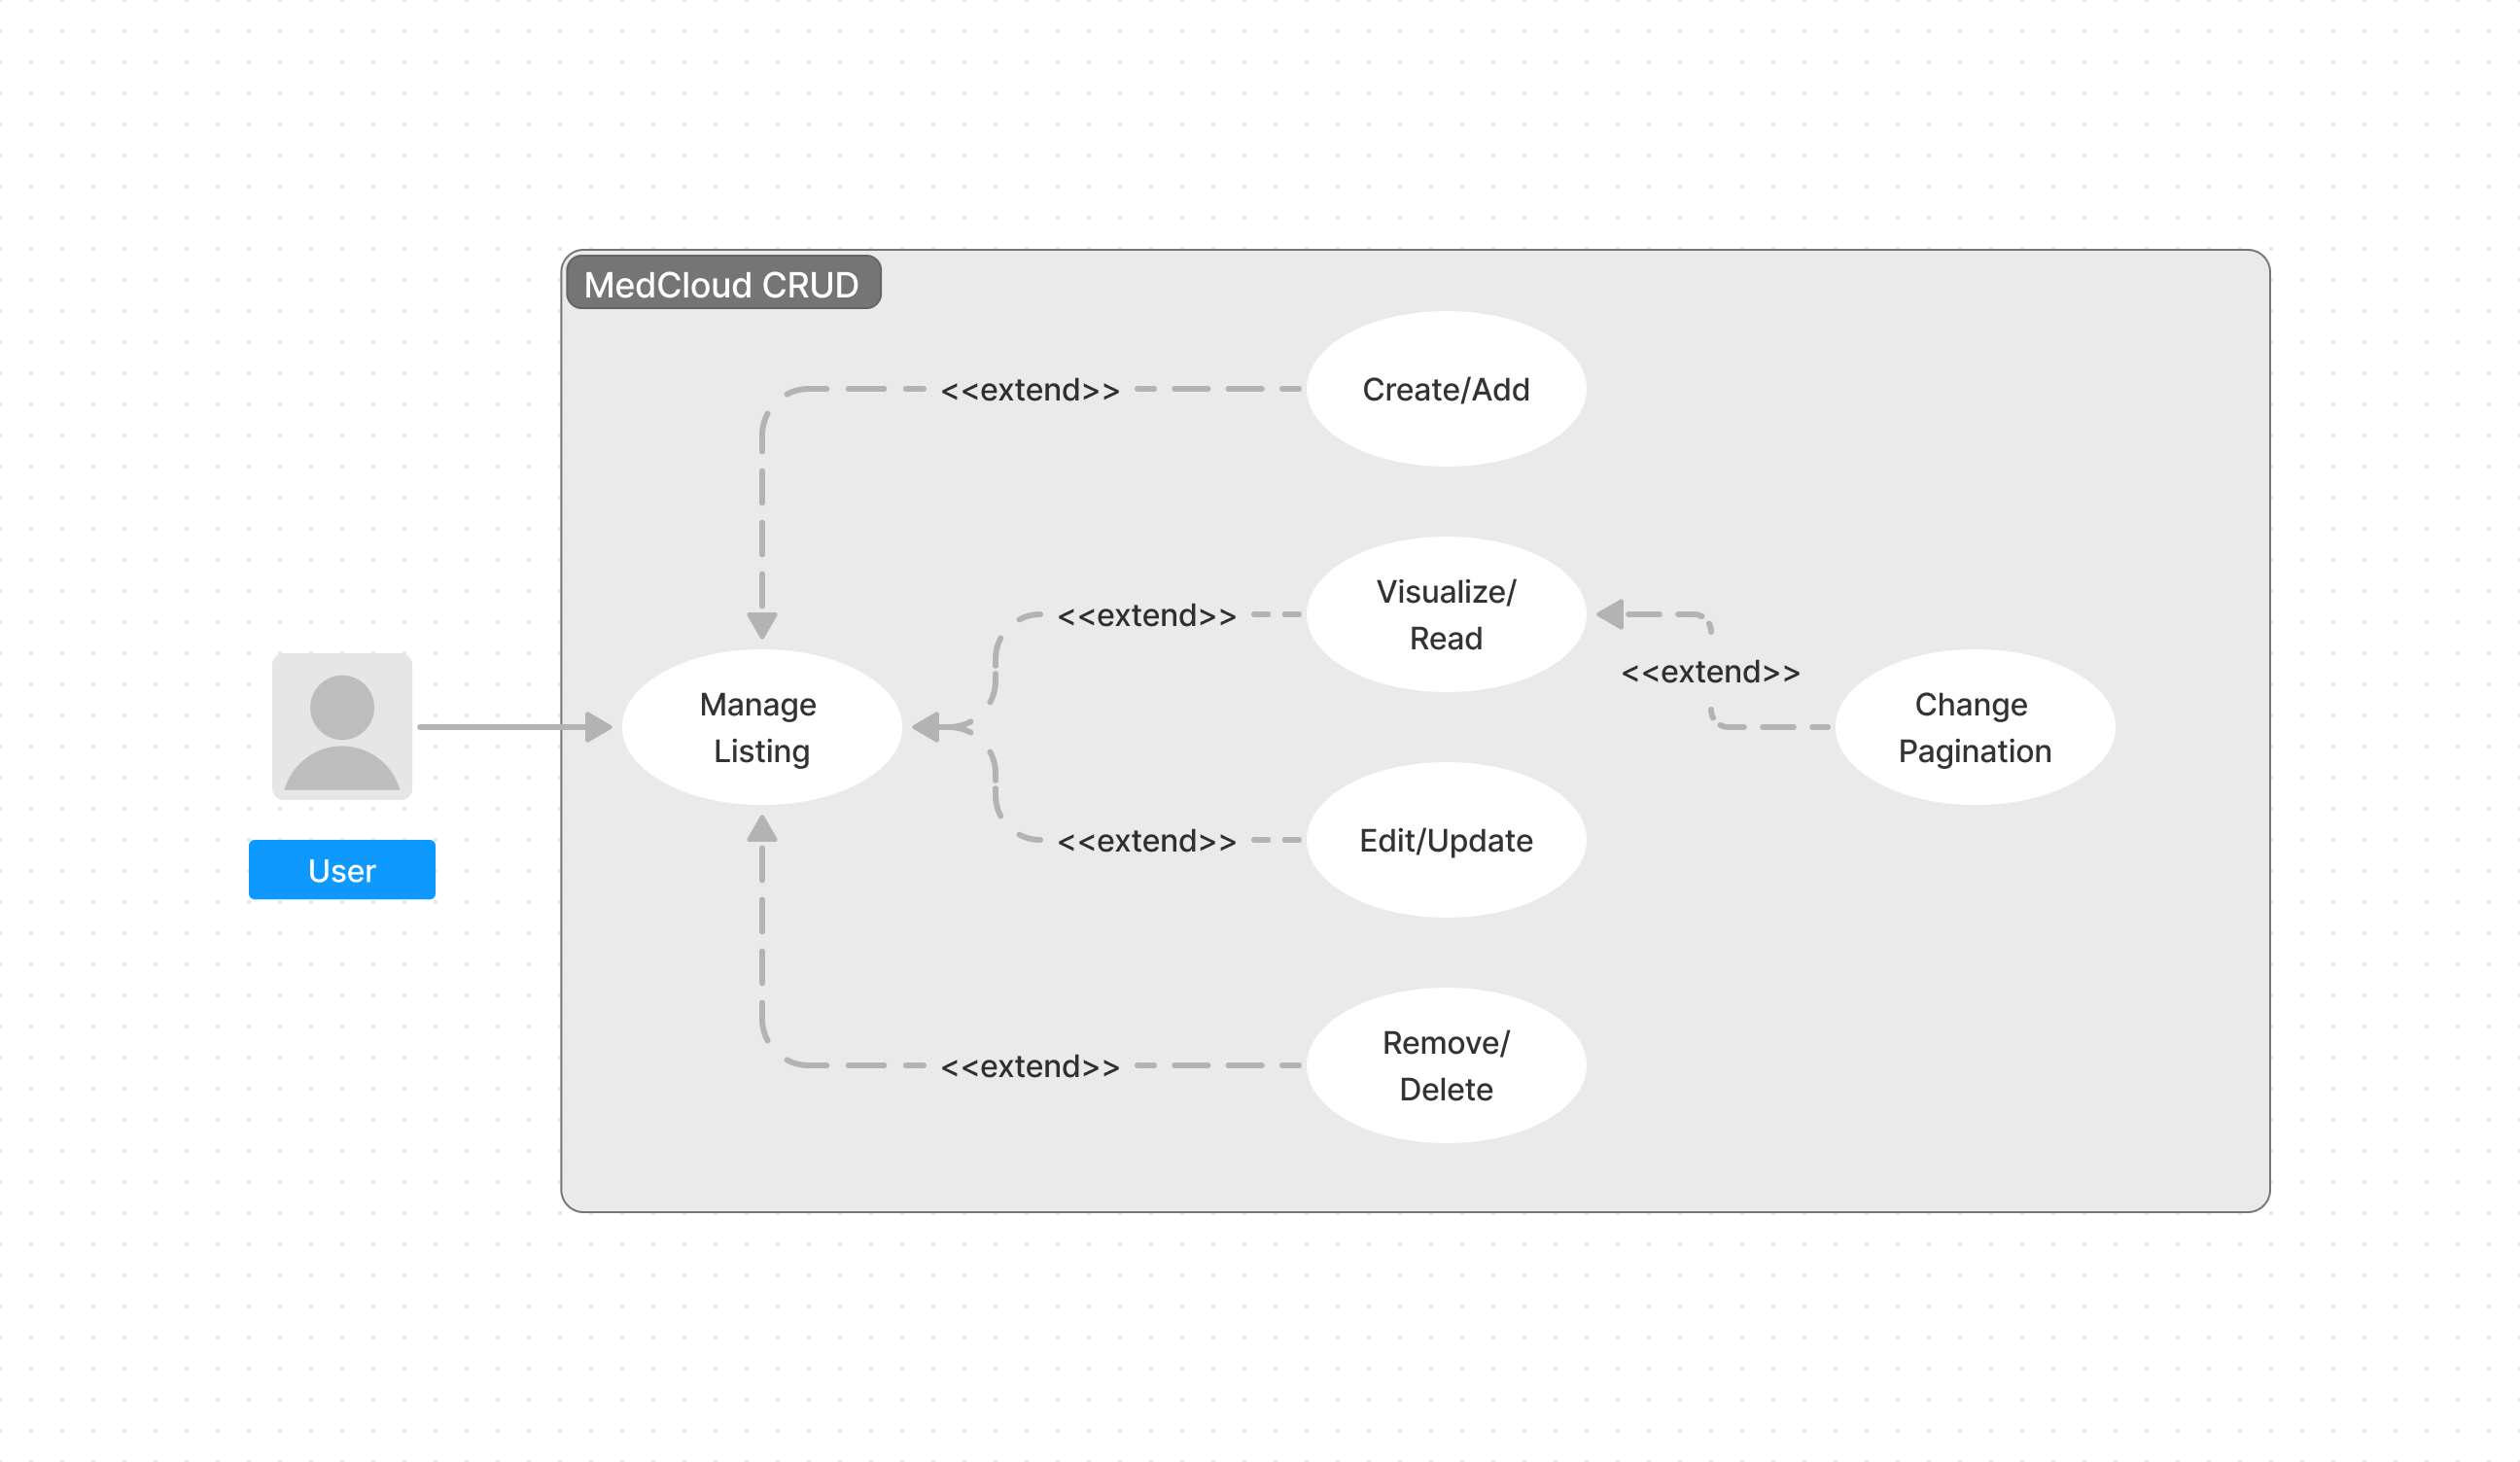 MedCloud CRUD
<<extend>>
Create/Add
<<extend>>
Visualize/
Read
<<extend>>
Manage
Listing
Change
Pagination
<<extend>>
Edit/Update
User
<<extend>>
Remove/
Delete